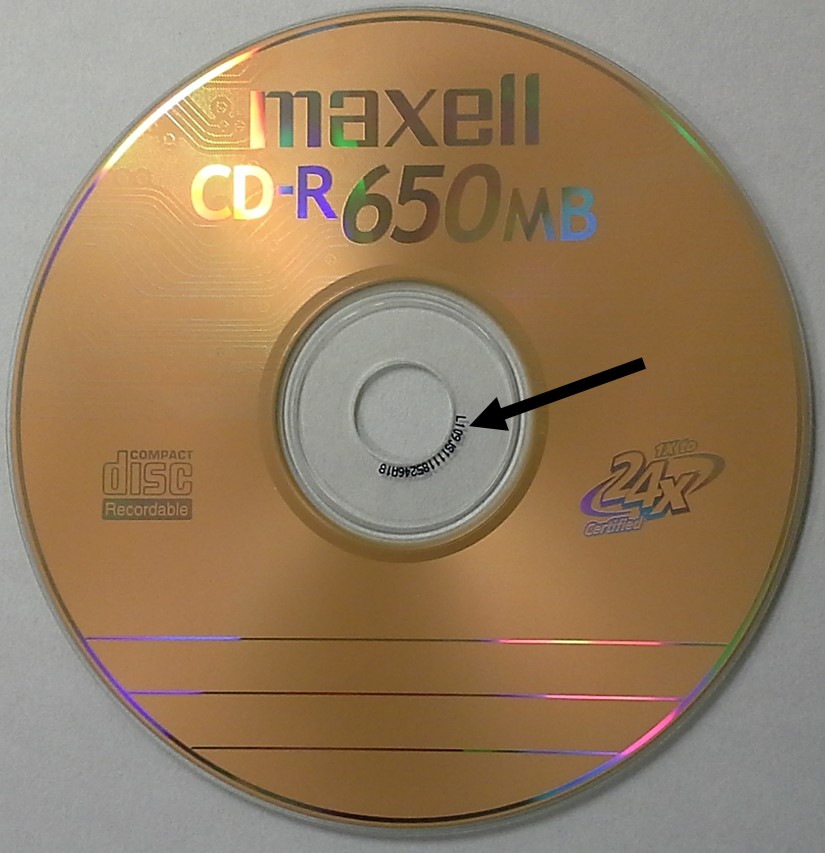 maxell
CD-R 650MB
COMPACT
disc
Recordable
1X to
24x
Certified